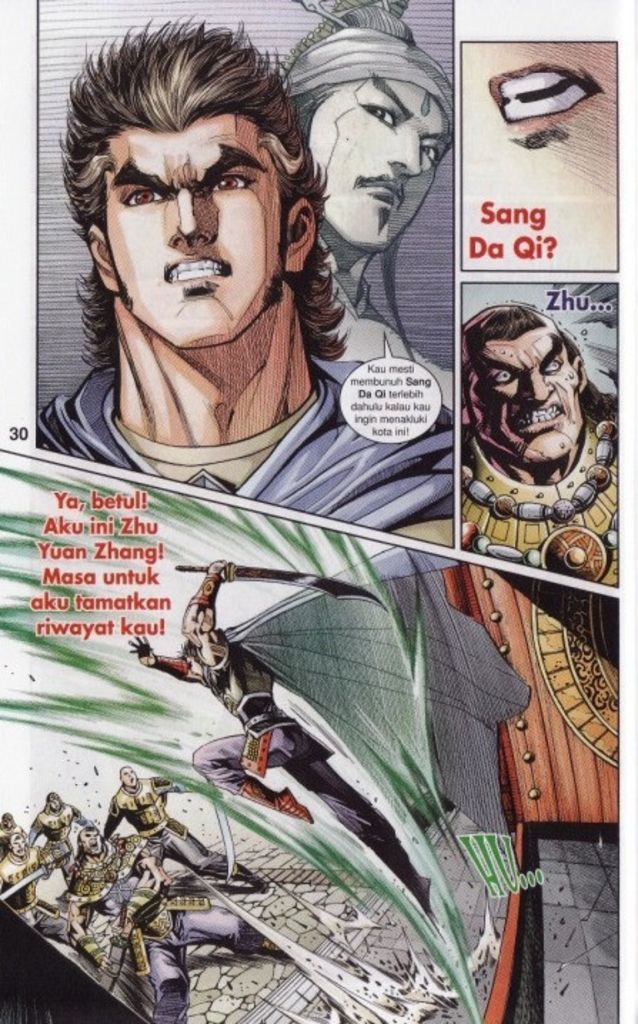 Kau mesti
membunuh Sang
Da Qi terlebih
dahulu kalau kau
ingin menakluki
kota ini!
Sang
Da Qi?
Zhu...
30
Ya, betul!
Aku ini Zhu
Yuan Zhang!
Masa untuk
aku tamatkan
riwayat kau!
HU...